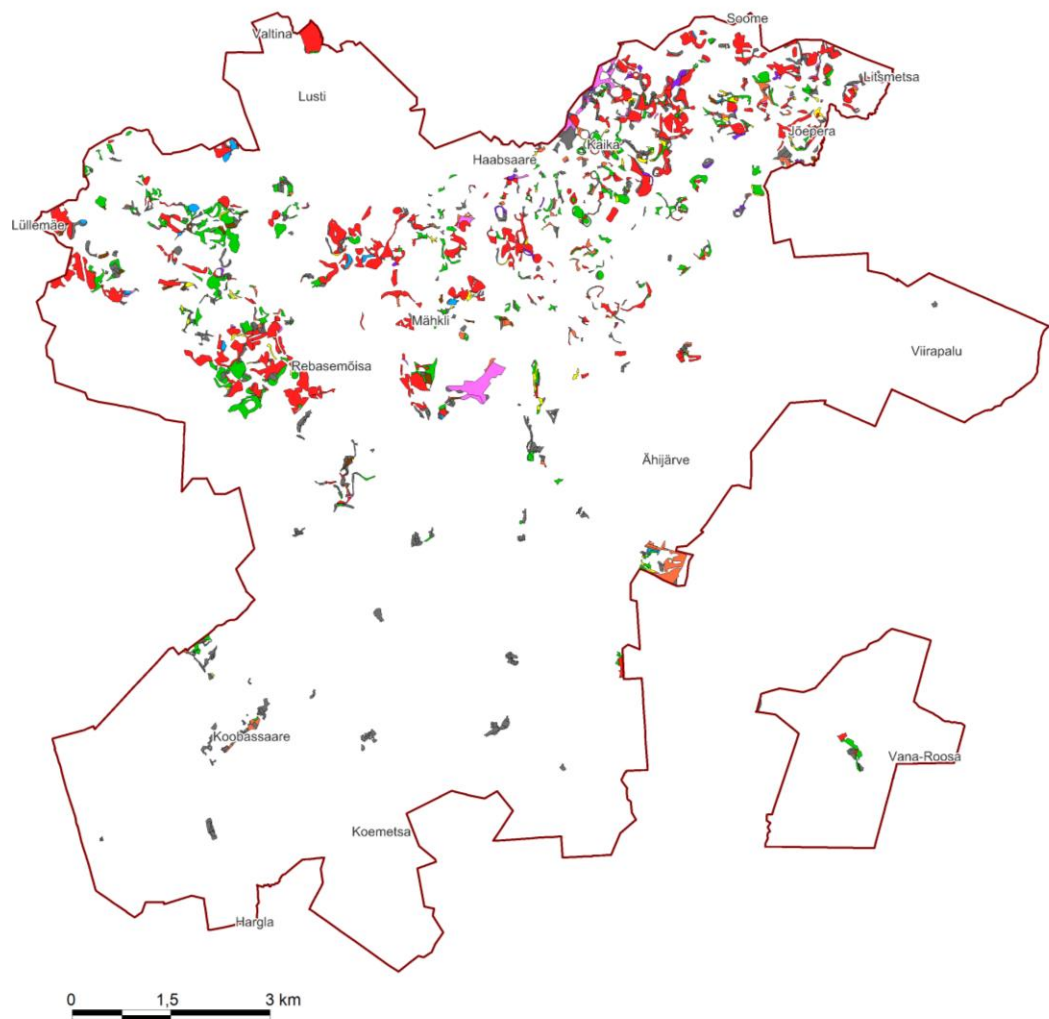 Soome
Valtina
Litsmetsa
Lusti
Jõepera
Kaika
Haabsaare
Lüllemäe
Mähkli
Viirapalu
Rebasemõisa
Ähijärve
Koobassaare
Vana-Roosa
Koemetsa
Hargla
0 1,5 3 km